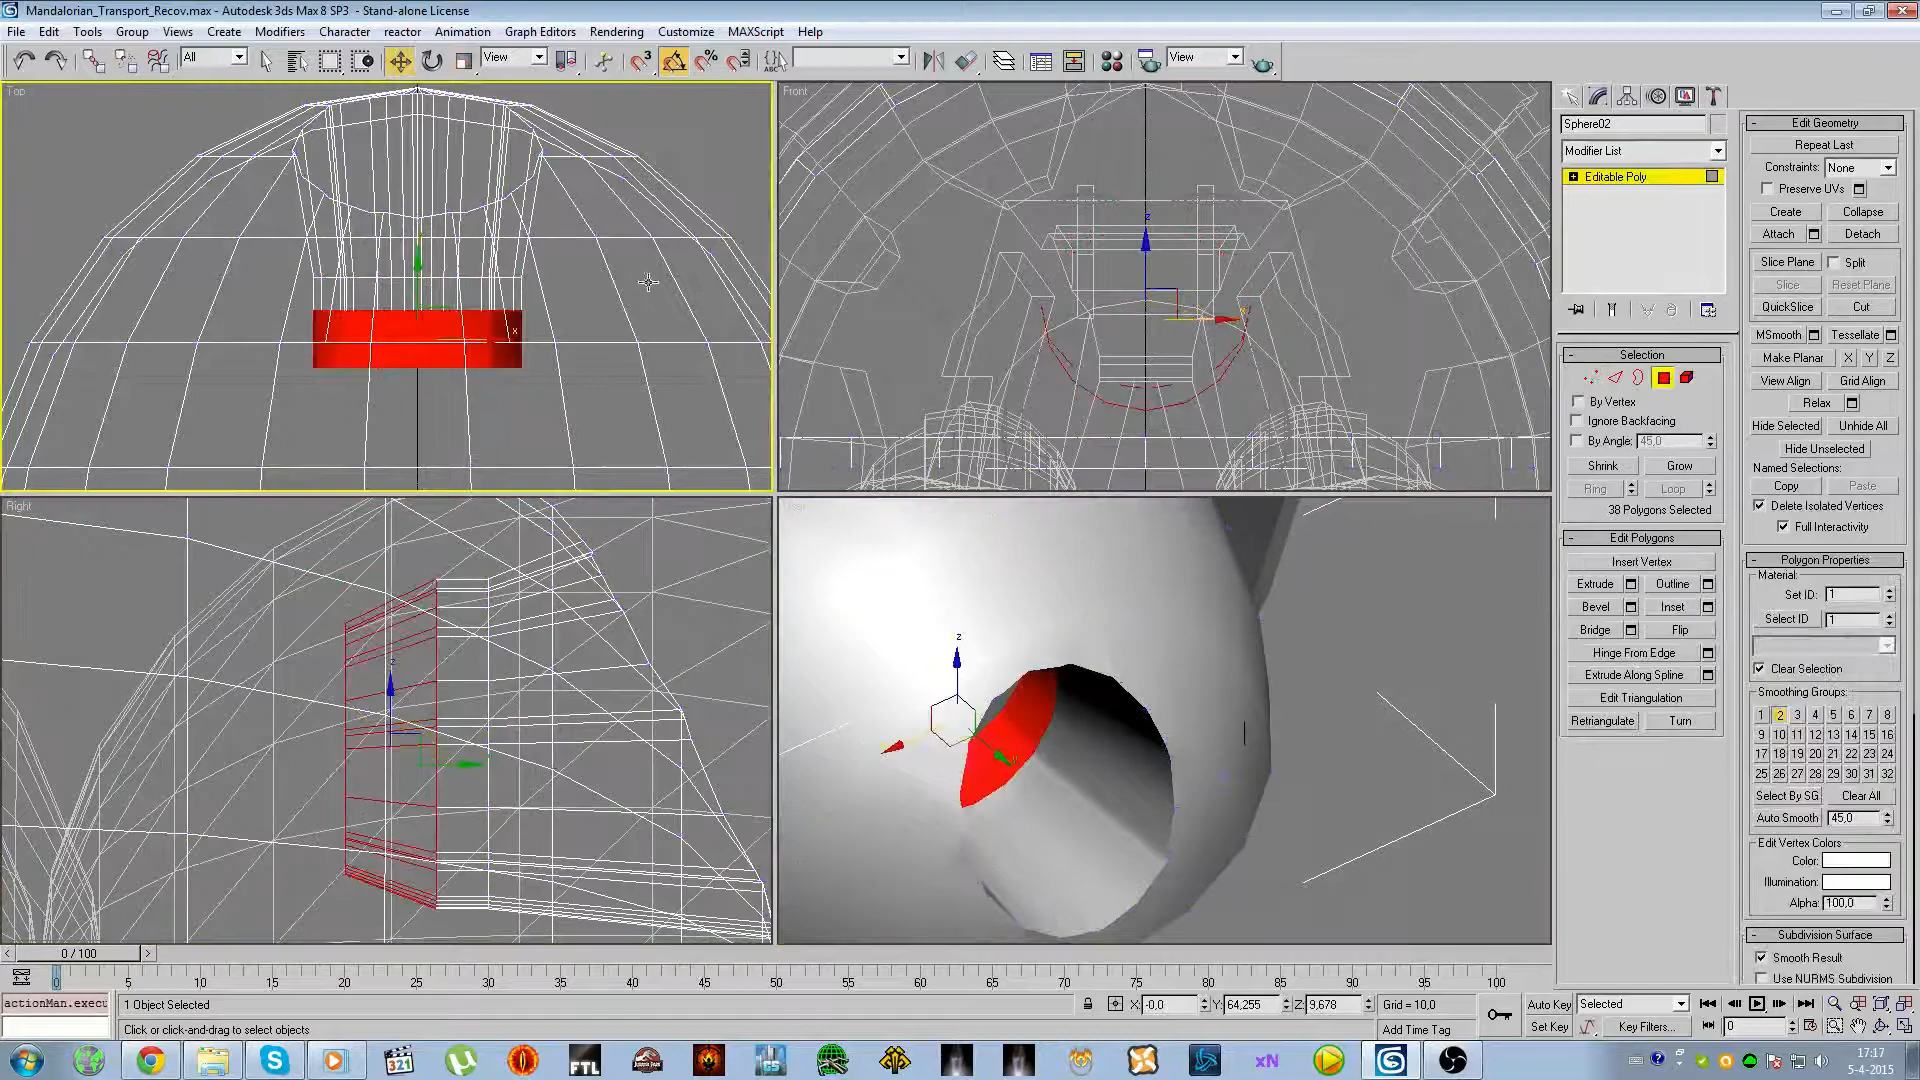 Mandalorian_Transport_Recov.max - Autodesk 3ds Max 8 SP3 - Stand-alone License
File Edit Tools Group Views Create Modifiers Character reactor Animation Graph Editors Rendering Customize MAXScript Help
All View View
Top
Front
Right
z
x
z
z
z
Sphere02
Modifier List
Editable Poly
Selection
By Vertex
Ignore Backfacing
By Angle: 45,0
Shrink Grow
Ring Loop
38 Polygons Selected
Edit Polygons
Insert Vertex
Extrude Outline
Bevel Inset
Bridge Flip
Hinge From Edge
Extrude Along Spline
Edit Triangulation
Retriangulate Turn
Edit Geometry
Repeat Last
Constraints: None
Preserve UVs
Create Collapse
Attach Detach
Slice Plane Split
Slice Reset Plane
QuickSlice Cut
MSmooth Tessellate
Make Planar X Y Z
View Align Grid Align
Relax
Hide Selected Unhide All
Hide Unselected
Named Selections:
Copy Paste
Delete Isolated Vertices
Full Interactivity
Polygon Properties
Material:
Set ID: 1
Select ID 1
Clear Selection
Smoothing Groups:
1 2 3 4 5 6 7 8
9 10 11 12 13 14 15 16
17 18 19 20 21 22 23 24
25 26 27 28 29 30 31 32
Select By SG Clear All
Auto Smooth 45,0
Edit Vertex Colors
Color:
Illumination:
Alpha: 100,0
Subdivision Surface
Smooth Result
Use NURMS Subdivision
0 / 100
0 5 10 15 20 25 30 35 40 45 50 55 60 65 70 75 80 85 90 95 100
actionMan.execu
1 Object Selected
X: -0,0 Y: 64,255 Z: 9,678 Grid = 10,0
Auto Key Selected
Click or click-and-drag to select objects
Add Time Tag
Set Key Key Filters... 0
321
FTL
xN
17:17
5-4-2015